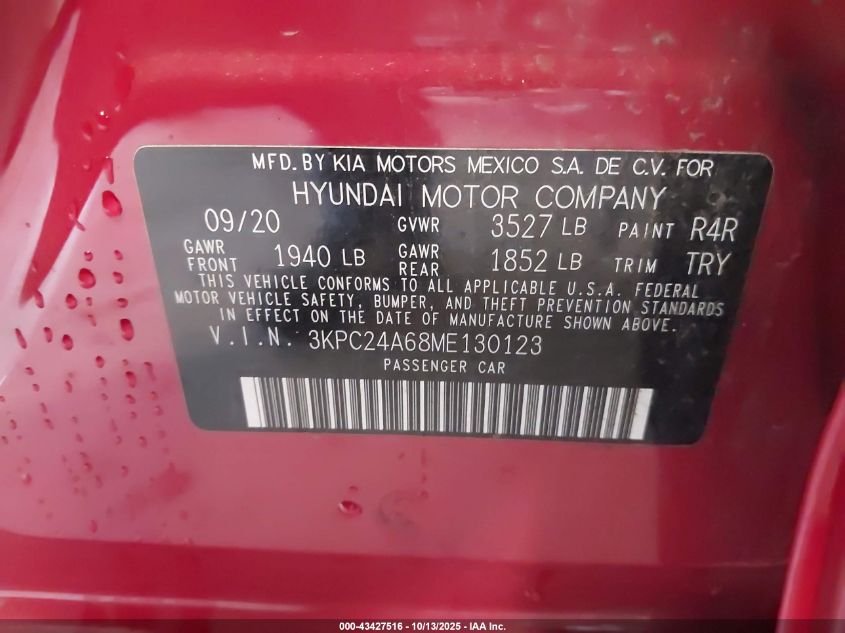 MFD. BY KIA MOTORS MEXICO S.A. DE C.V. FOR
HYUNDAI MOTOR COMPANY
09/20 GVWR 3527 LB PAINT R4R
GAWR FRONT 1940 LB GAWR REAR 1852 LB TRIM TRY
THIS VEHICLE CONFORMS TO ALL APPLICABLE U.S.A. FEDERAL
MOTOR VEHICLE SAFETY, BUMPER, AND THEFT PREVENTION STANDARDS
IN EFFECT ON THE DATE OF MANUFACTURE SHOWN ABOVE.
V.I.N. 3KPC24A68ME130123
PASSENGER CAR
000-43427516 - 10/13/2025 - IAA Inc.